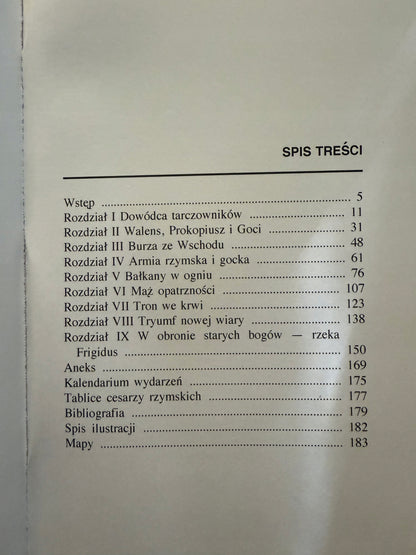 SPIS TREŚCI
Wstęp ........ 5
Rozdział I Dowódca tarczowników ........ 11
Rozdział II Walens, Prokopiusz i Goci ........ 31
Rozdział III Burza ze Wschodu ........ 48
Rozdział IV Armia rzymska i gocka ........ 61
Rozdział V Bałkany w ogniu ........ 76
Rozdział VI Mąż opatrzności ........ 107
Rozdział VII Tron we krwi ........ 123
Rozdział VIII Tryumf nowej wiary ........ 138
Rozdział IX W obronie starych bogów — rzeka
Frigidus ........ 150
Aneks ........ 169
Kalendarium wydarzeń ........ 175
Tablice cesarzy rzymskich ........ 177
Bibliografia ........ 179
Spis ilustracji ........ 182
Mapy ........ 183